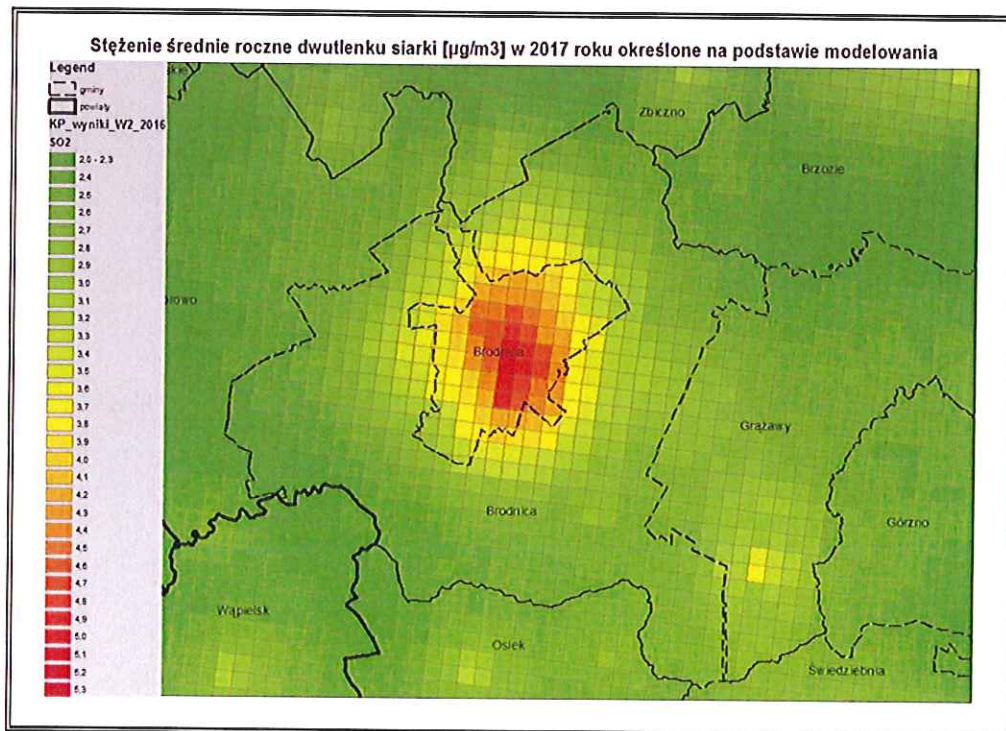 Stężenie średnie roczne dwutlenku siarki [µg/m3] w 2017 roku określone na podstawie modelowania
Legend
gminy
powiaty
KP_wyniki_W2_2016
SO2
2,0 - 2,3
2,4
2,5
2,6
2,8
2,9
3,0
3,1
3,2
3,3
3,4
3,5
3,6
3,7
3,8
3,9
4,0
4,1
4,2
4,3
4,4
4,5
4,6
4,7
4,8
4,9
5,0
5,1
5,2
5,3
Zbiczno
Brzozie
Brodnica
Grążawy
Brodnica
Górzno
Wąpielsk
Osiek
Świedziebnia